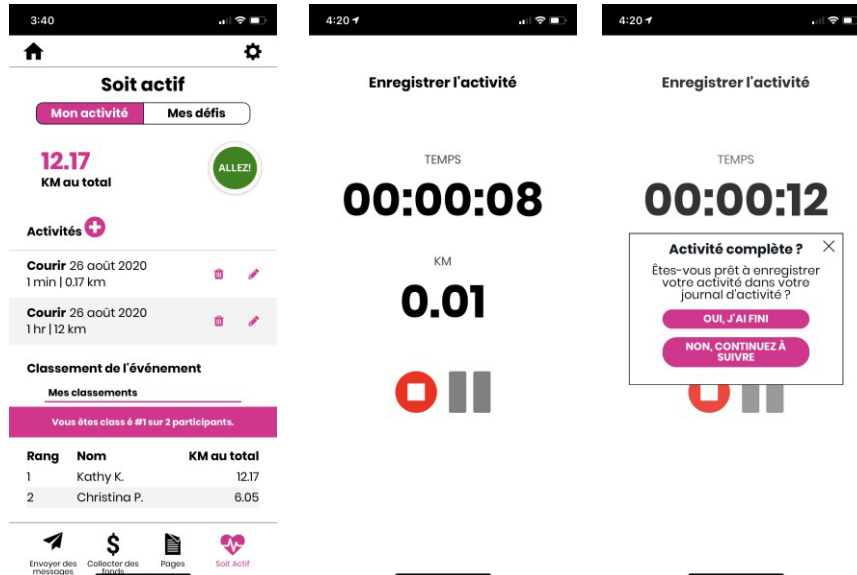 3:40
Soit actif
Mon activité Mes défis
12.17
KM au total
ALLEZ!
Activités
Courir 26 août 2020
1 min | 0.17 km
Courir 26 août 2020
1 hr | 12 km
Classement de l'événement
Mes classements
Vous êtes class é #1 sur 2 participants.
Rang Nom KM au total
1 Kathy K. 12.17
2 Christina P. 6.05
Envoyer des
messages
Collecter des
fonds
Pages
Soit Actif
4:20
Enregistrer l'activité
TEMPS
00:00:08
KM
0.01
4:20
Enregistrer l'activité
TEMPS
00:00:12
Activité complète ?
Êtes-vous prêt à enregistrer
votre activité dans votre
journal d'activité ?
OUI, J'AI FINI
NON, CONTINUEZ À
SUIVRE